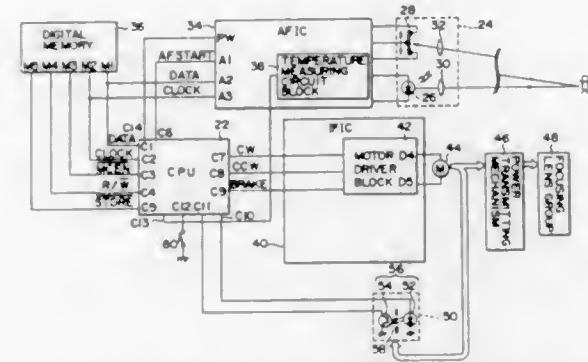 36
34
28
24
DIGITAL
MEMORY
M5 M4 M3 M2 M1
AFIC
PW
A1
A2
A3
AFSTART
DATA
CLOCK
38
TEMPERATURE
MEASURING
CIRCUIT
BLOCK
32
30
26
C14
C6
DATA
CLOCK
R/W
STORE
C1
C2
C3
C4
C5
C13
22
CPU
C7
C8
C9
C12 C11
C10
CW
CCW
BRAKE
IFIC
42
MOTOR D4
DRIVER
BLOCK D5
44
M
46
POWER
TRANSMITTING
MECHANISM
48
FOCUSING
LENS GROUP
60
40
56
54
52
50
58